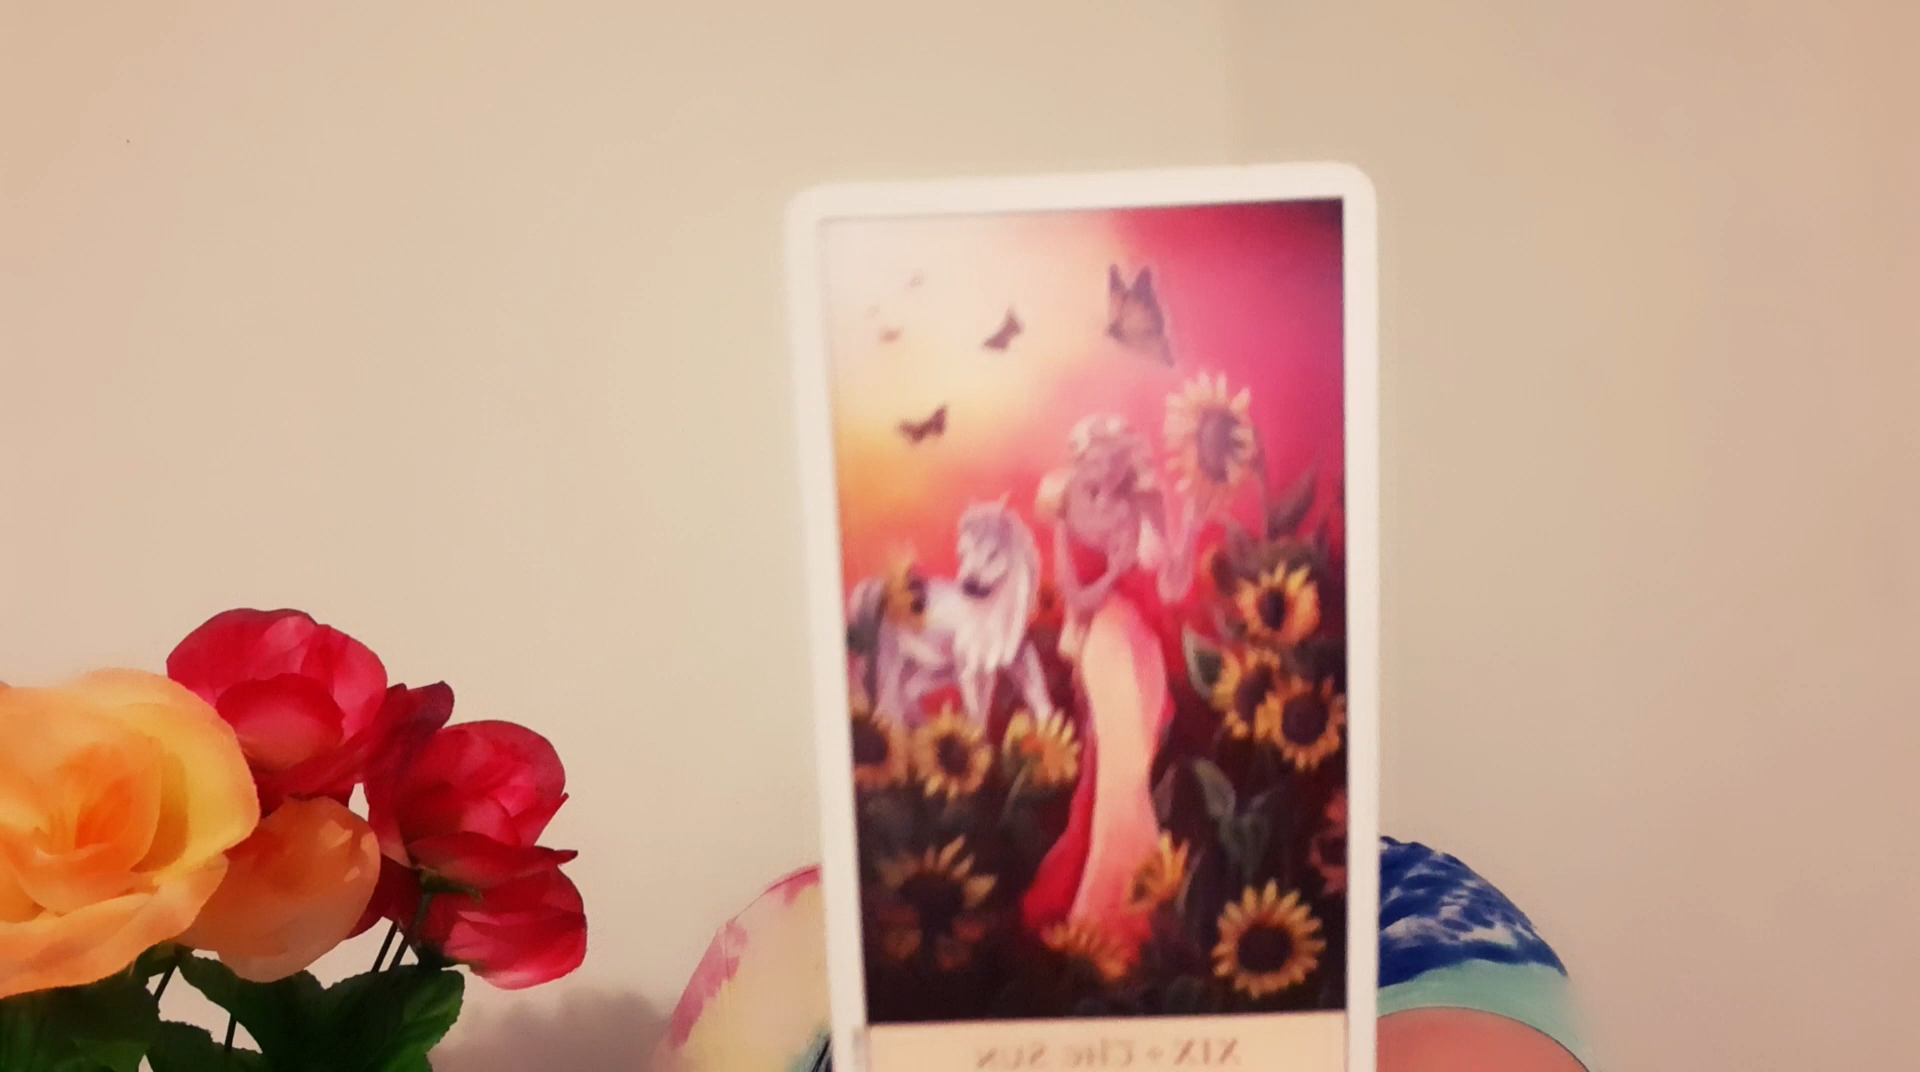 XIX + The Sun